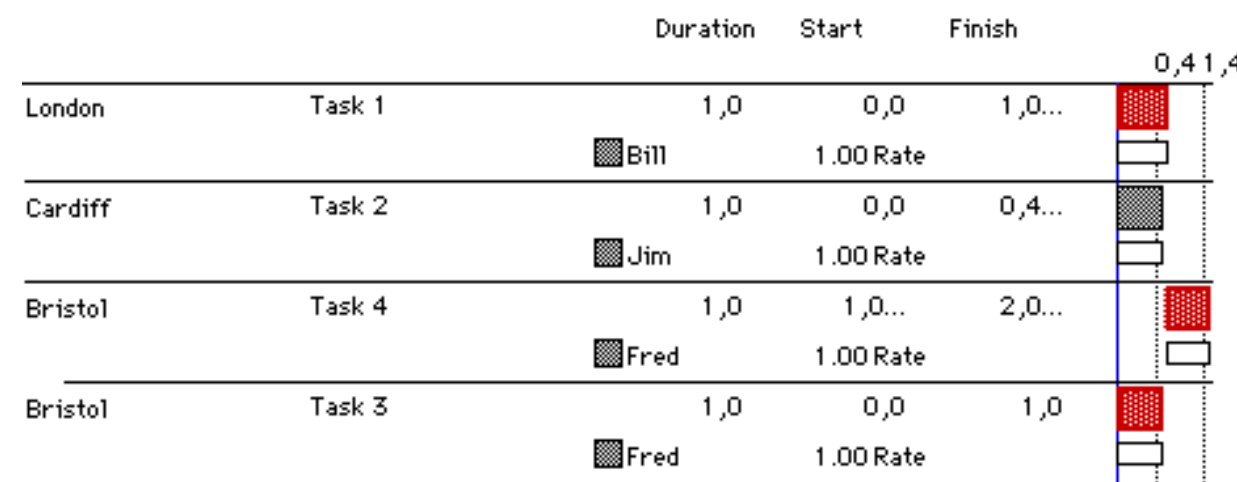 Duration Start Finish
0,4 1,4
London Task 1 1,0 0,0 1,0...
Bill 1.00 Rate
Cardiff Task 2 1,0 0,0 0,4...
Jim 1.00 Rate
Bristol Task 4 1,0 1,0... 2,0...
Fred 1.00 Rate
Bristol Task 3 1,0 0,0 1,0
Fred 1.00 Rate